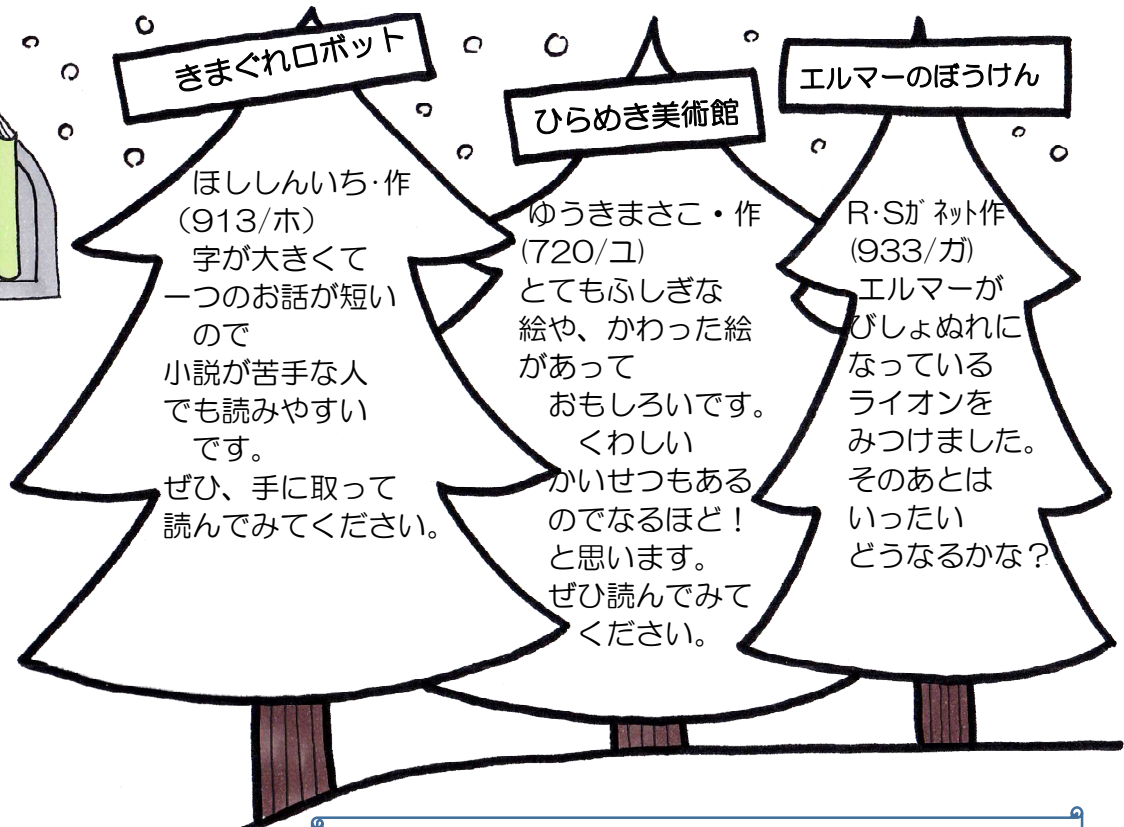 きまぐれロボット
ほししんいち・作
(913/ホ)
字が大きくて
一つのお話が短い
ので
小説が苦手な人
でも読みやすい
です。
ぜひ、手に取って
読んでみてください。
ひらめき美術館
ゆうきまさこ・作
(720/ユ)
とてもふしぎな
絵や、かわった絵
があって
おもしろいです。
くわしい
かいせつもある
のでなるほど!
と思います。
ぜひ読んでみて
ください。
エルマーのぼうけん
R・Sガネット作
(933/ガ)
エルマーが
びしょぬれに
なっている
ライオンを
みつけました。
そのあとは
いったい
どうなるかな?